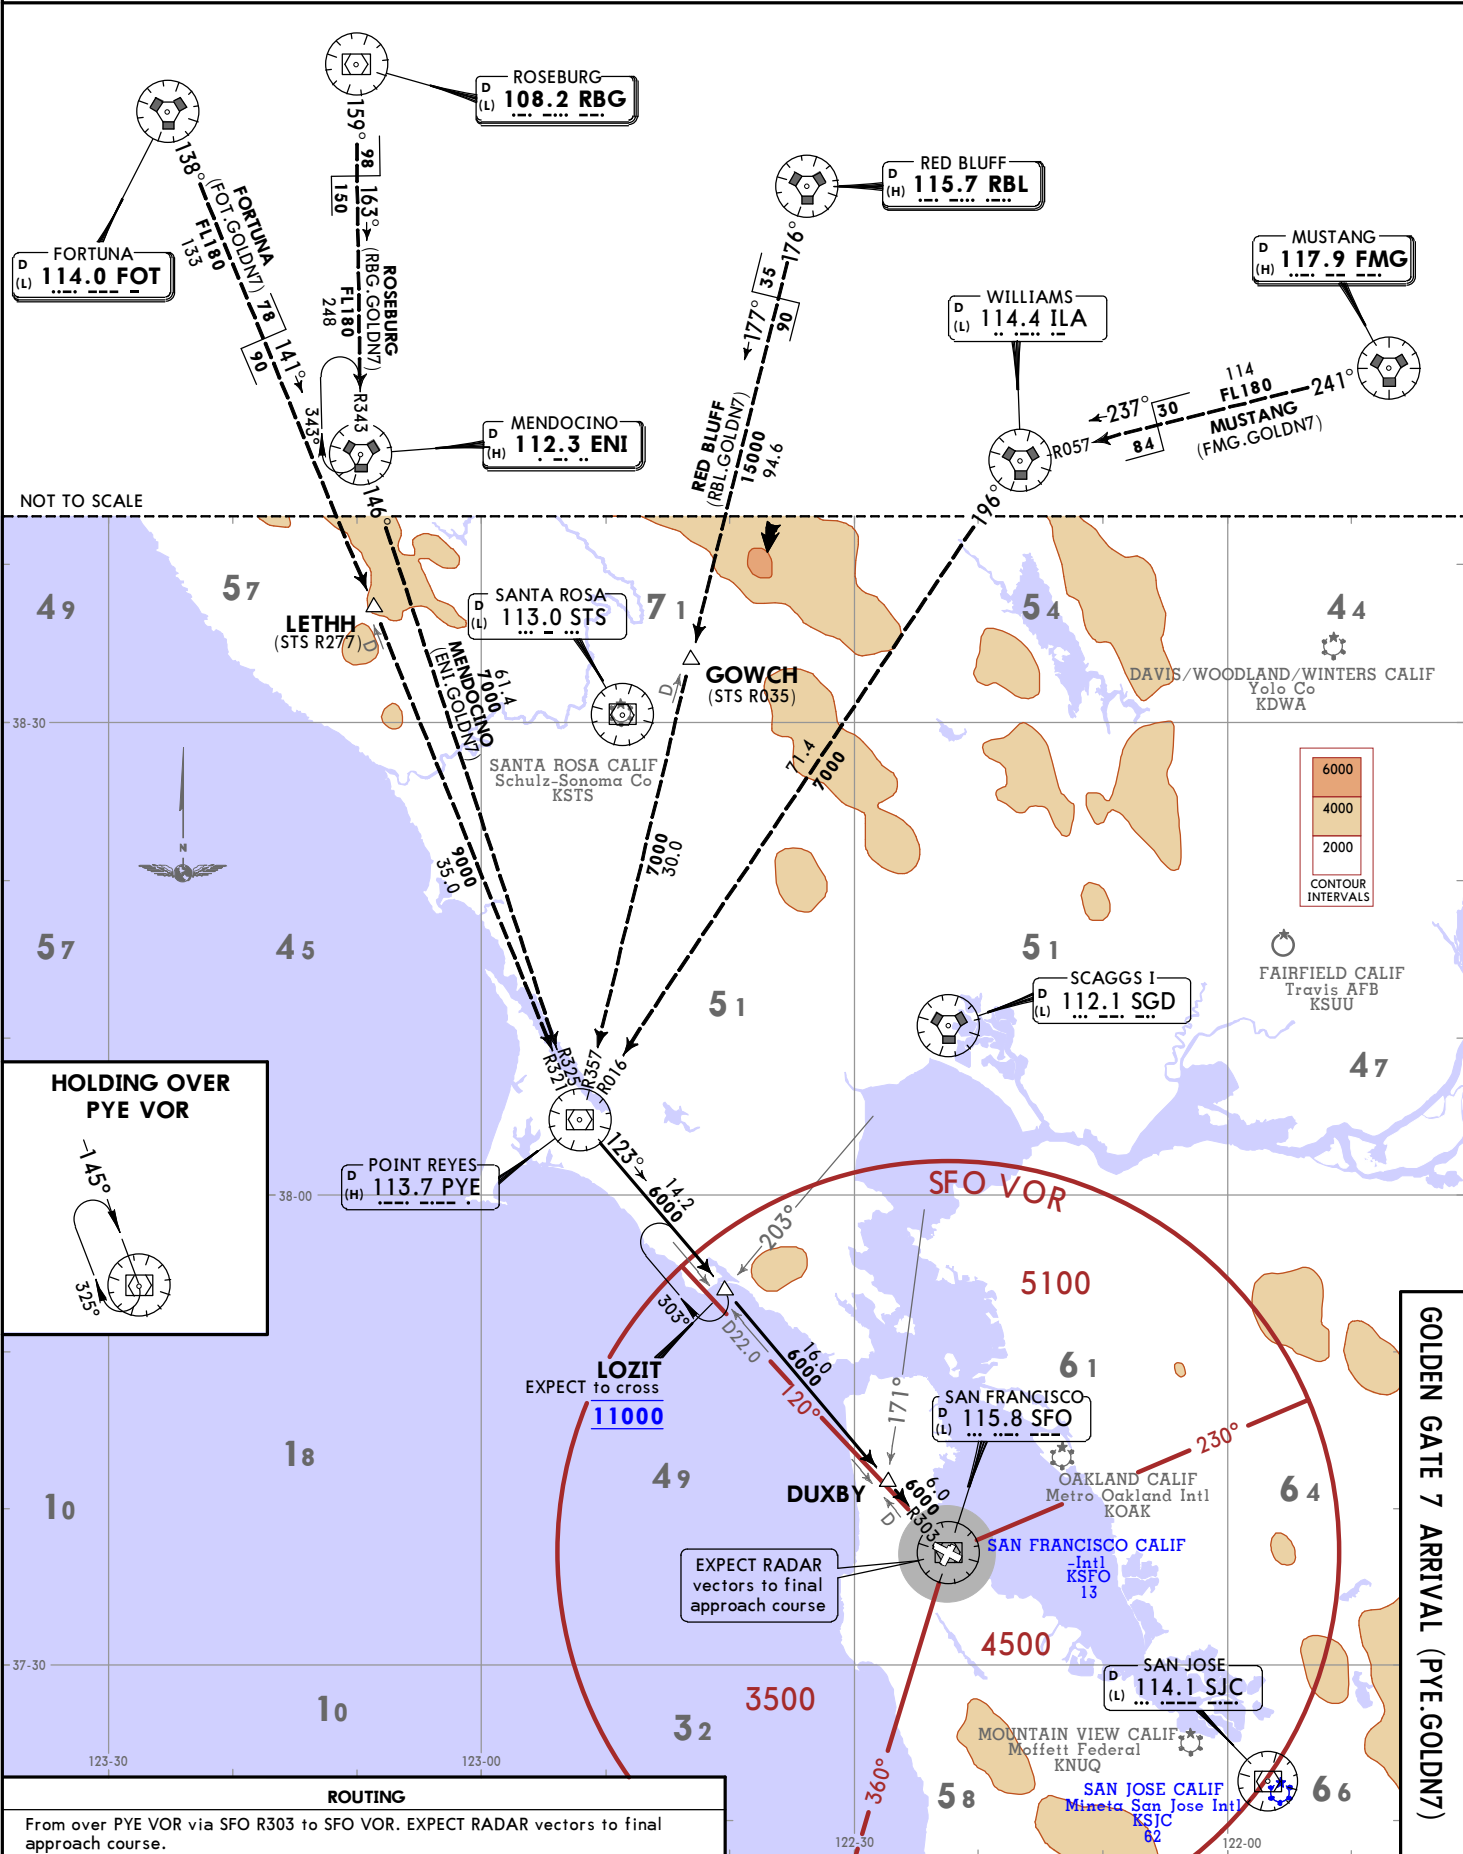 ROSEBURG
D
(L) 108.2 RBG
159°
98
150
163°
ROSEBURG
(RBG.GOLDN7)
FL180
248
R343
343°
138°
FORTUNA
(FOT.GOLDN7)
FL180
133
78
90
141°
FORTUNA
D
(L) 114.0 FOT
MENDOCINO
D
(H) 112.3 ENI
146°
RED BLUFF
D
(H) 115.7 RBL
176°
35
90
177°
RED BLUFF
(RBL.GOLDN7)
15000
94.6
MUSTANG
D
(H) 117.9 FMG
WILLIAMS
D
(L) 114.4 ILA
114
FL180
241°
237°
30
84
MUSTANG
(FMG.GOLDN7)
R057
196°
NOT TO SCALE
49
57
71
54
44
LETHH
(STS R277)
D
SANTA ROSA
D
(L) 113.0 STS
MENDOCINO
(ENI.GOLDN7)
7000
61.4
GOWCH
(STS R035)
D
DAVIS/WOODLAND/WINTERS CALIF
Yolo Co
KDWA
38-30
SANTA ROSA CALIF
Schulz-Sonoma Co
KSTS
71.4
7000
6000
4000
2000
CONTOUR
INTERVALS
N
9000
35.0
7000
30.0
57
45
51
51
47
FAIRFIELD CALIF
Travis AFB
KSUU
SCAGGS I
D
(L) 112.1 SGD
R325
R321
R357
R016
HOLDING OVER
PYE VOR
145°
325°
POINT REYES
D
(H) 113.7 PYE
38-00
123°
14.2
6000
SFO VOR
203°
5100
303°
D22.0
LOZIT
EXPECT to cross
11000
16.0
6000
120°
171°
61
SAN FRANCISCO
D
(L) 115.8 SFO
230°
18
10
49
64
DUXBY
6.0
6000
R303
D
OAKLAND CALIF
Metro Oakland Intl
KOAK
SAN FRANCISCO CALIF
-Intl
KSFO
13
EXPECT RADAR
vectors to final
approach course
4500
37-30
3500
10
32
SAN JOSE
D
(L) 114.1 SJC
MOUNTAIN VIEW CALIF
Moffett Federal
KNUQ
SAN JOSE CALIF
Mineta San Jose Intl
KSJC
62
58
66
360°
123-30
123-00
122-30
122-00
GOLDEN GATE 7 ARRIVAL (PYE.GOLDN7)
ROUTING
From over PYE VOR via SFO R303 to SFO VOR. EXPECT RADAR vectors to final
approach course.